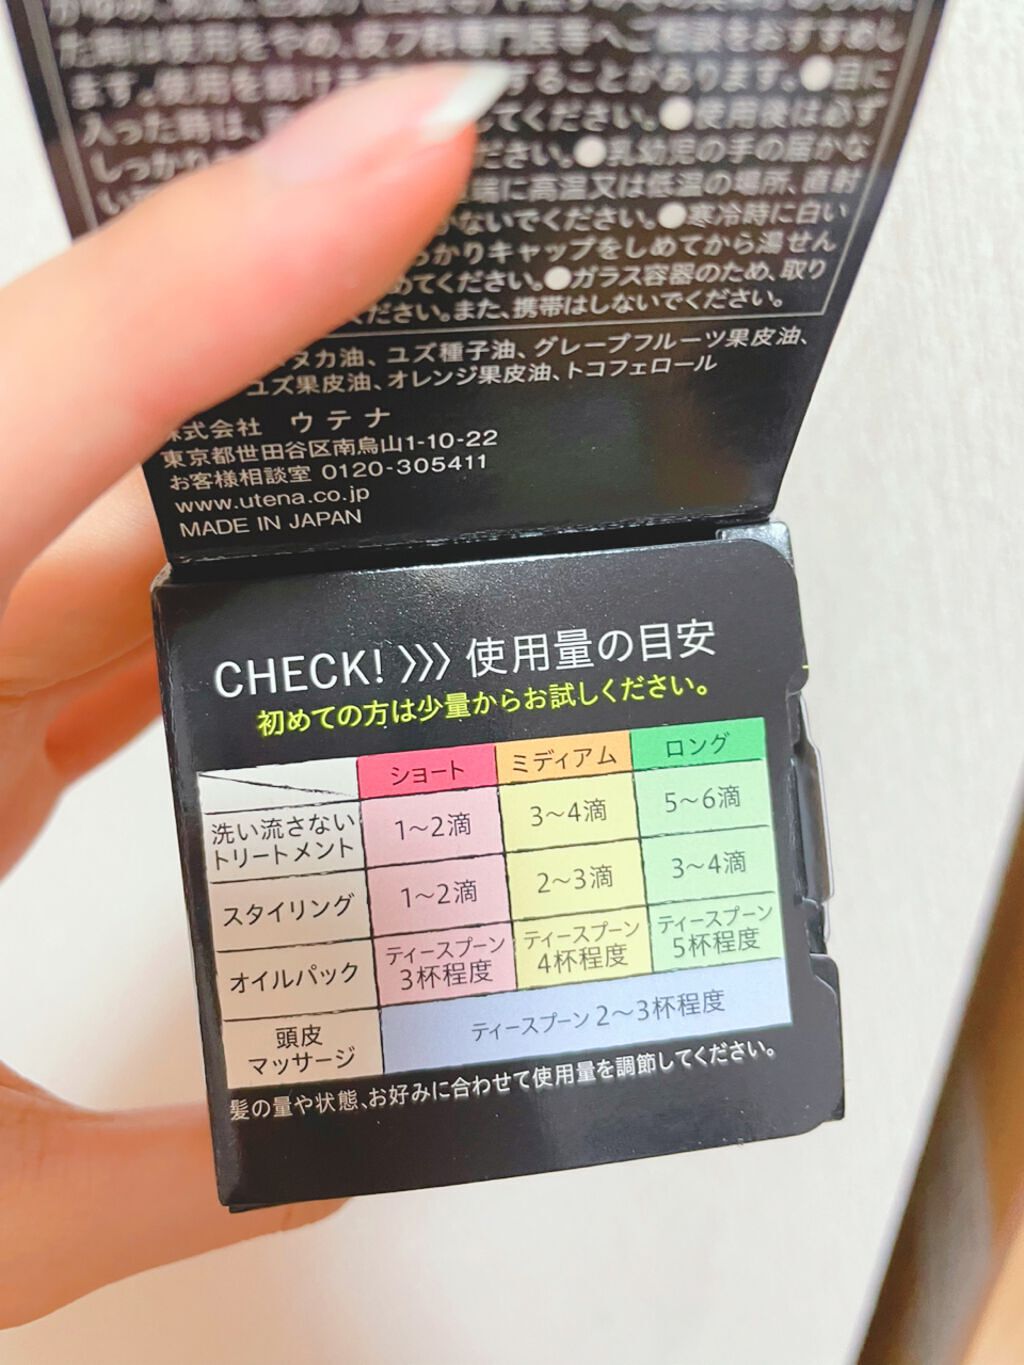 た時は使用をやめ、皮フ科専門医等へご相談をおすすめし
ます。使用を続け することがあります。●目に
入った時は、 してください。●使用後は必ず
しっかり ださい。●乳幼児の手の届かな
い 端に高温又は低温の場所、直射
かないでください。●寒冷時に白い
っかりキャップをしめてから湯せん
めてください。●ガラス容器のため、取り
ください。また、携帯はしないでください。
ヌカ油、ユズ種子油、グレープフルーツ果皮油、
ユズ果皮油、オレンジ果皮油、トコフェロール
株式会社 ウテナ
東京都世田谷区南烏山1-10-22
お客様相談室 0120-305411
www.utena.co.jp
MADE IN JAPAN
CHECK! 》》》使用量の目安
初めての方は少量からお試しください。
ショート ミディアム ロング
洗い流さない
トリートメント 1〜2滴 3〜4滴 5〜6滴
スタイリング 1〜2滴 2〜3滴 3〜4滴
オイルパック ティースプーン 3杯程度 ティースプーン 4杯程度 ティースプーン 5杯程度
頭皮
マッサージ ティースプーン 2〜3杯程度
髪の量や状態、お好みに合わせて使用量を調節してください。